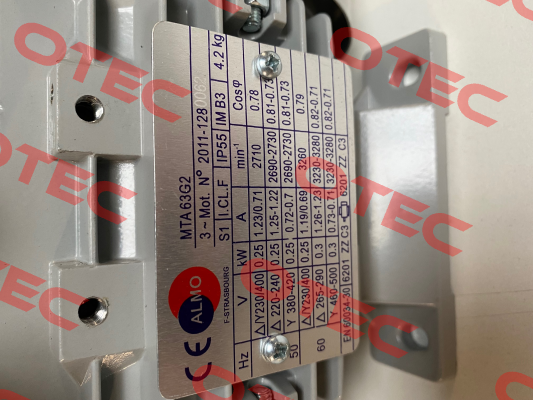 MTA 63G2
3 ~ Mot. N° 2011-128 0062
S1 I.CL.F IP55 IM B3 4.2 kg
ALMO
F-STRASBOURG
CE
Hz V kW A min-1 Cosφ
△Y230/400 0.25 1.23/0.71 2710 0.78
△ 220-240 0.25 1.25-1.22 2690-2730 0.81-0.73
50 Y 380-420 0.25 0.72-0.7 2690-2730 0.81-0.73
△Y230/400 0.25 1.19/0.69 3260 0.79
60 △ 265-290 0.3 1.26-1.23 3230-3280 0.82-0.71
Y 460-500 0.3 0.73-0.71 3230-3280 0.82-0.71
EN 60034-30 6201 ZZ C3 6201 ZZ C3
OTEC
OTEC
OTEC
OTEC
OTEC
OTEC